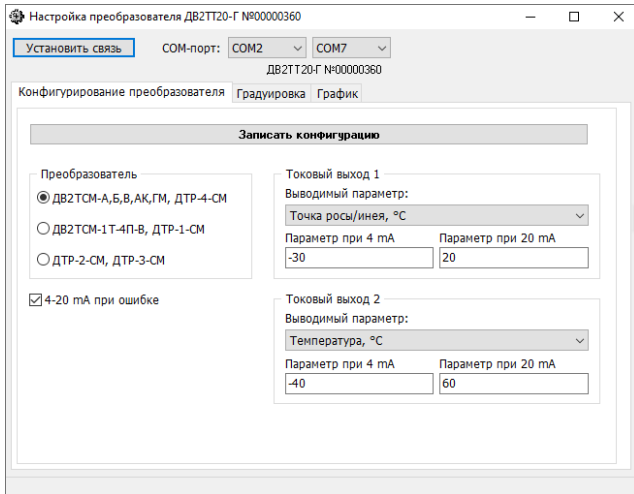 Настройка преобразователя ДВ2ТТ20-Г №00000360
Установить связь COM-порт: COM2 COM7
ДВ2ТТ20-Г №00000360
Конфигурирование преобразователя Градуировка График
Записать конфигурацию
Преобразователь
ДВ2ТСМ-А,Б,В,АК,ГМ, ДТР-4-СМ
ДВ2ТСМ-1Т-4П-В, ДТР-1-СМ
ДТР-2-СМ, ДТР-3-СМ
4-20 mA при ошибке
Токовый выход 1
Выводимый параметр:
Точка росы/инея, °C
Параметр при 4 mA Параметр при 20 mA
-30 20
Токовый выход 2
Выводимый параметр:
Температура, °C
Параметр при 4 mA Параметр при 20 mA
-40 60